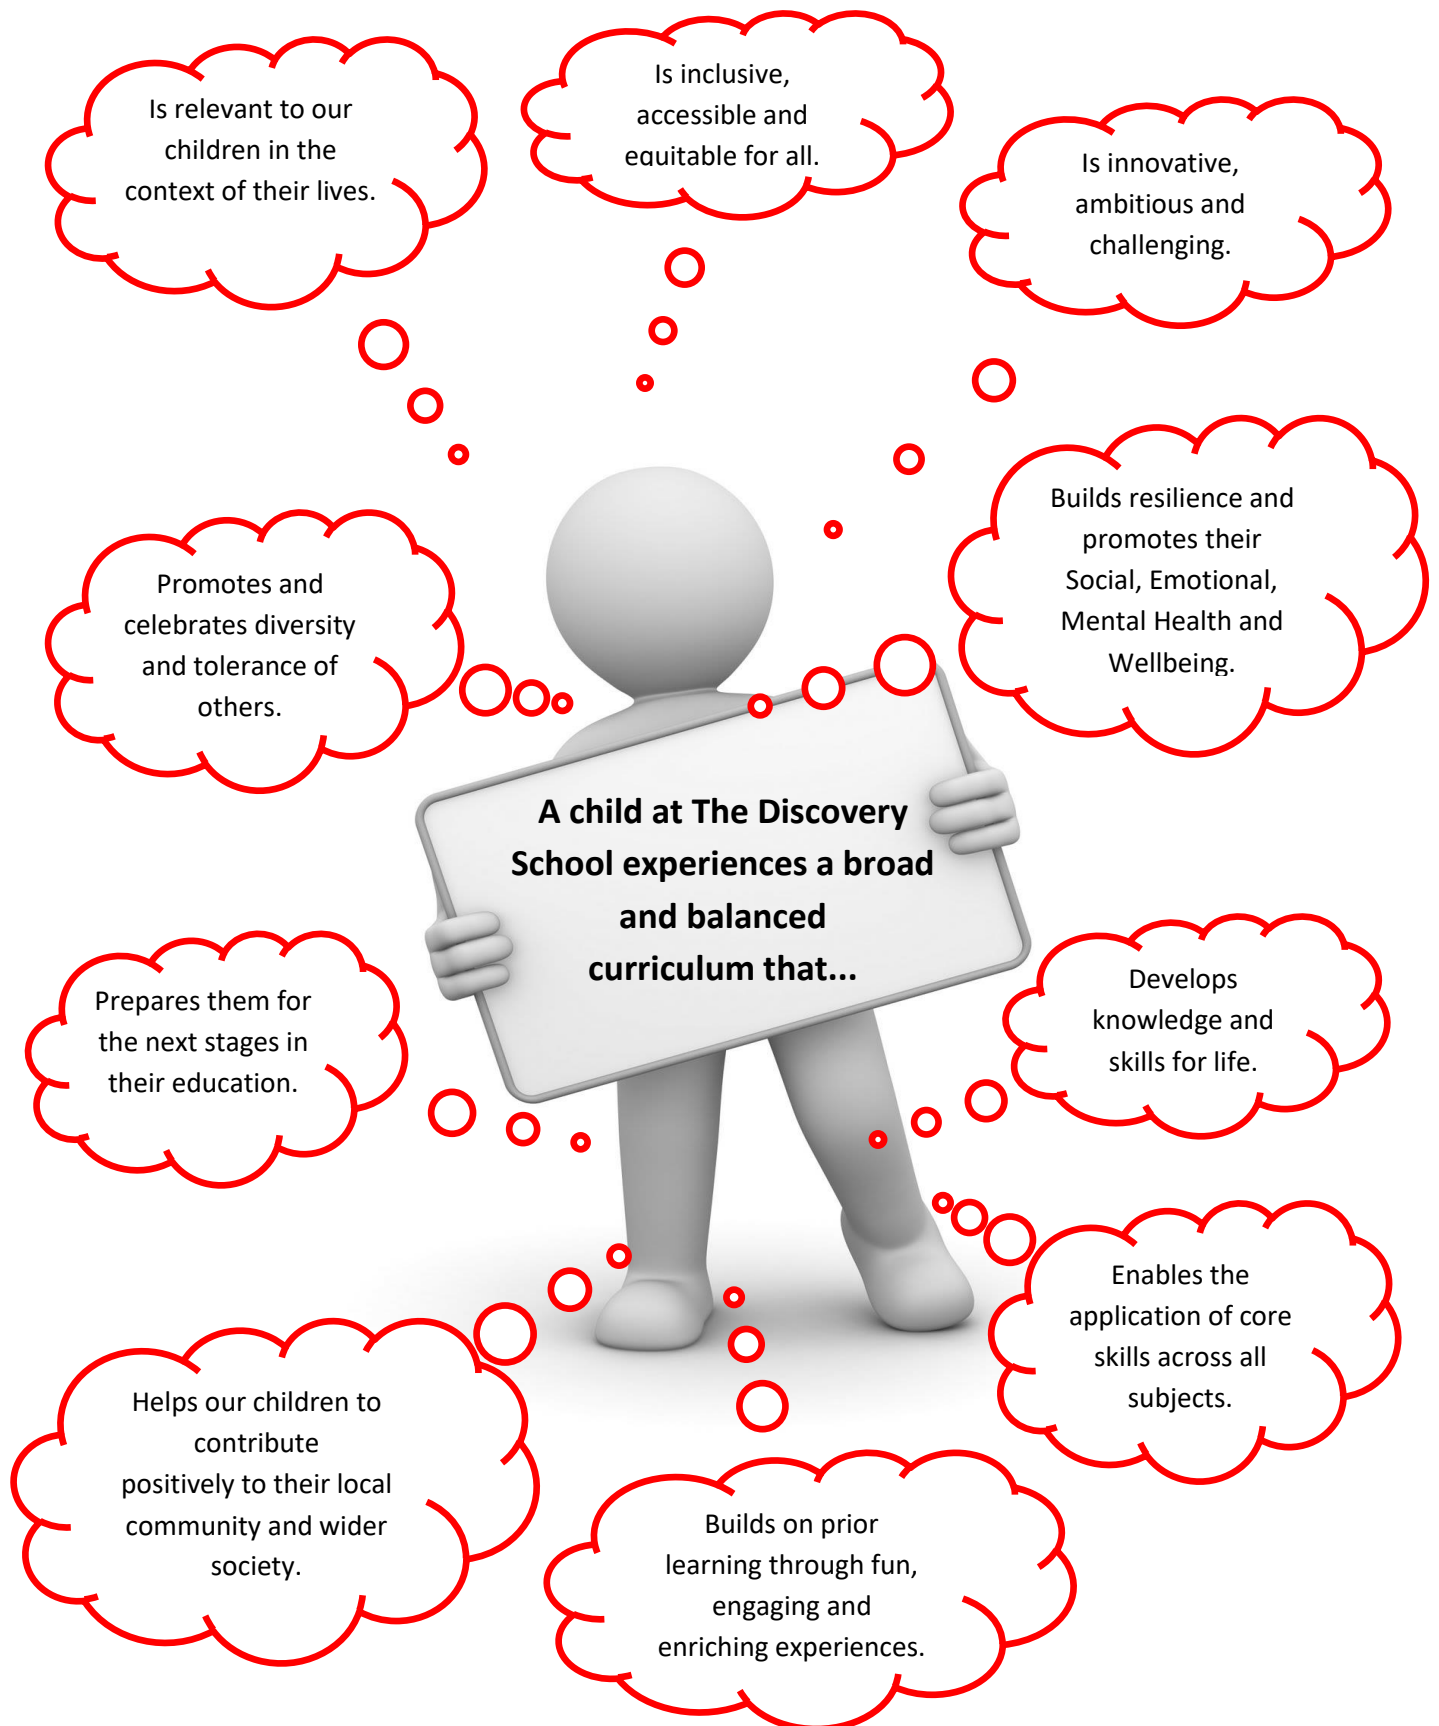 Is relevant to our
children in the
context of their lives.
Is inclusive,
accessible and
equitable for all.
Is innovative,
ambitious and
challenging.
Builds resilience and
promotes their
Social, Emotional,
Mental Health and
Wellbeing.
Promotes and
celebrates diversity
and tolerance of
others.
A child at The Discovery
School experiences a broad
and balanced
curriculum that...
Prepares them for
the next stages in
their education.
Develops
knowledge and
skills for life.
Enables the
application of core
skills across all
subjects.
Helps our children to
contribute
positively to their local
community and wider
society.
Builds on prior
learning through fun,
engaging and
enriching experiences.